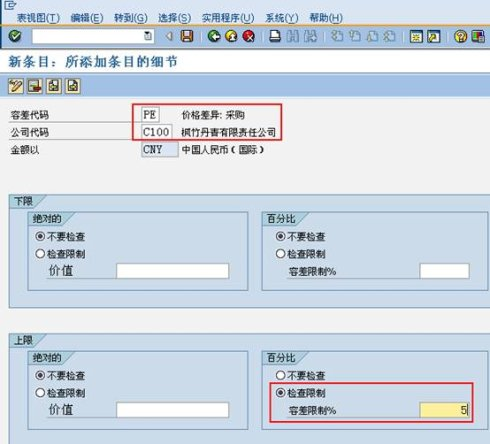 表视图(T) 编辑(E) 转到(G) 选择(S) 实用程序(U) 系统(Y) 帮助(H)
新条目: 所添加条目的细节
容差代码 PE 价格差异: 采购
公司代码 C100 枫竹丹青有限责任公司
金额以 CNY 中国人民币(国际)
下限
绝对的 百分比
不要检查 不要检查
检查限制 检查限制
价值 容差限制%
上限
绝对的 百分比
不要检查 不要检查
检查限制 检查限制
价值 容差限制% 5